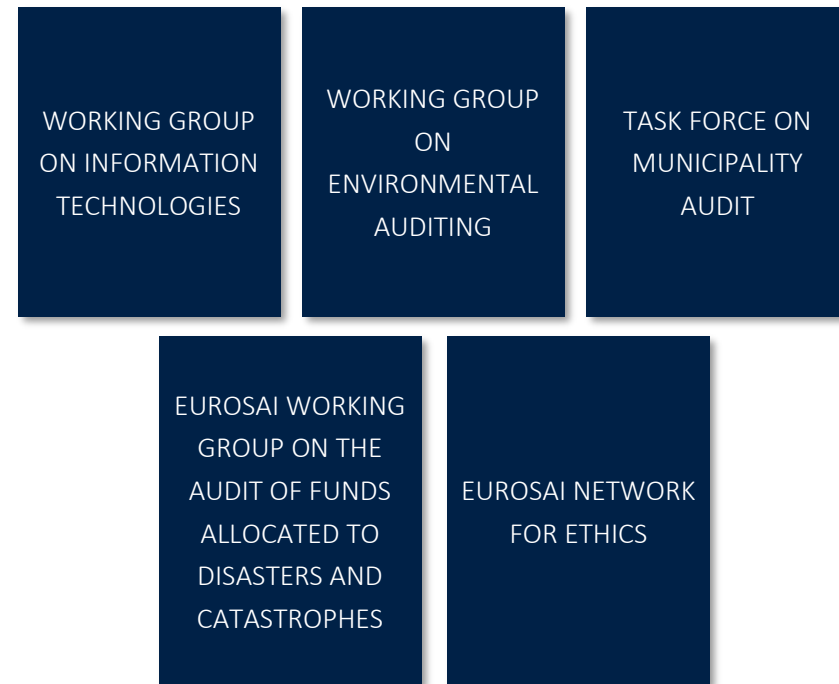 WORKING GROUP
ON INFORMATION
TECHNOLOGIES
WORKING GROUP
ON
ENVIRONMENTAL
AUDITING
TASK FORCE ON
MUNICIPALITY
AUDIT
EUROSAI WORKING
GROUP ON THE
AUDIT OF FUNDS
ALLOCATED TO
DISASTERS AND
CATASTROPHES
EUROSAI NETWORK
FOR ETHICS